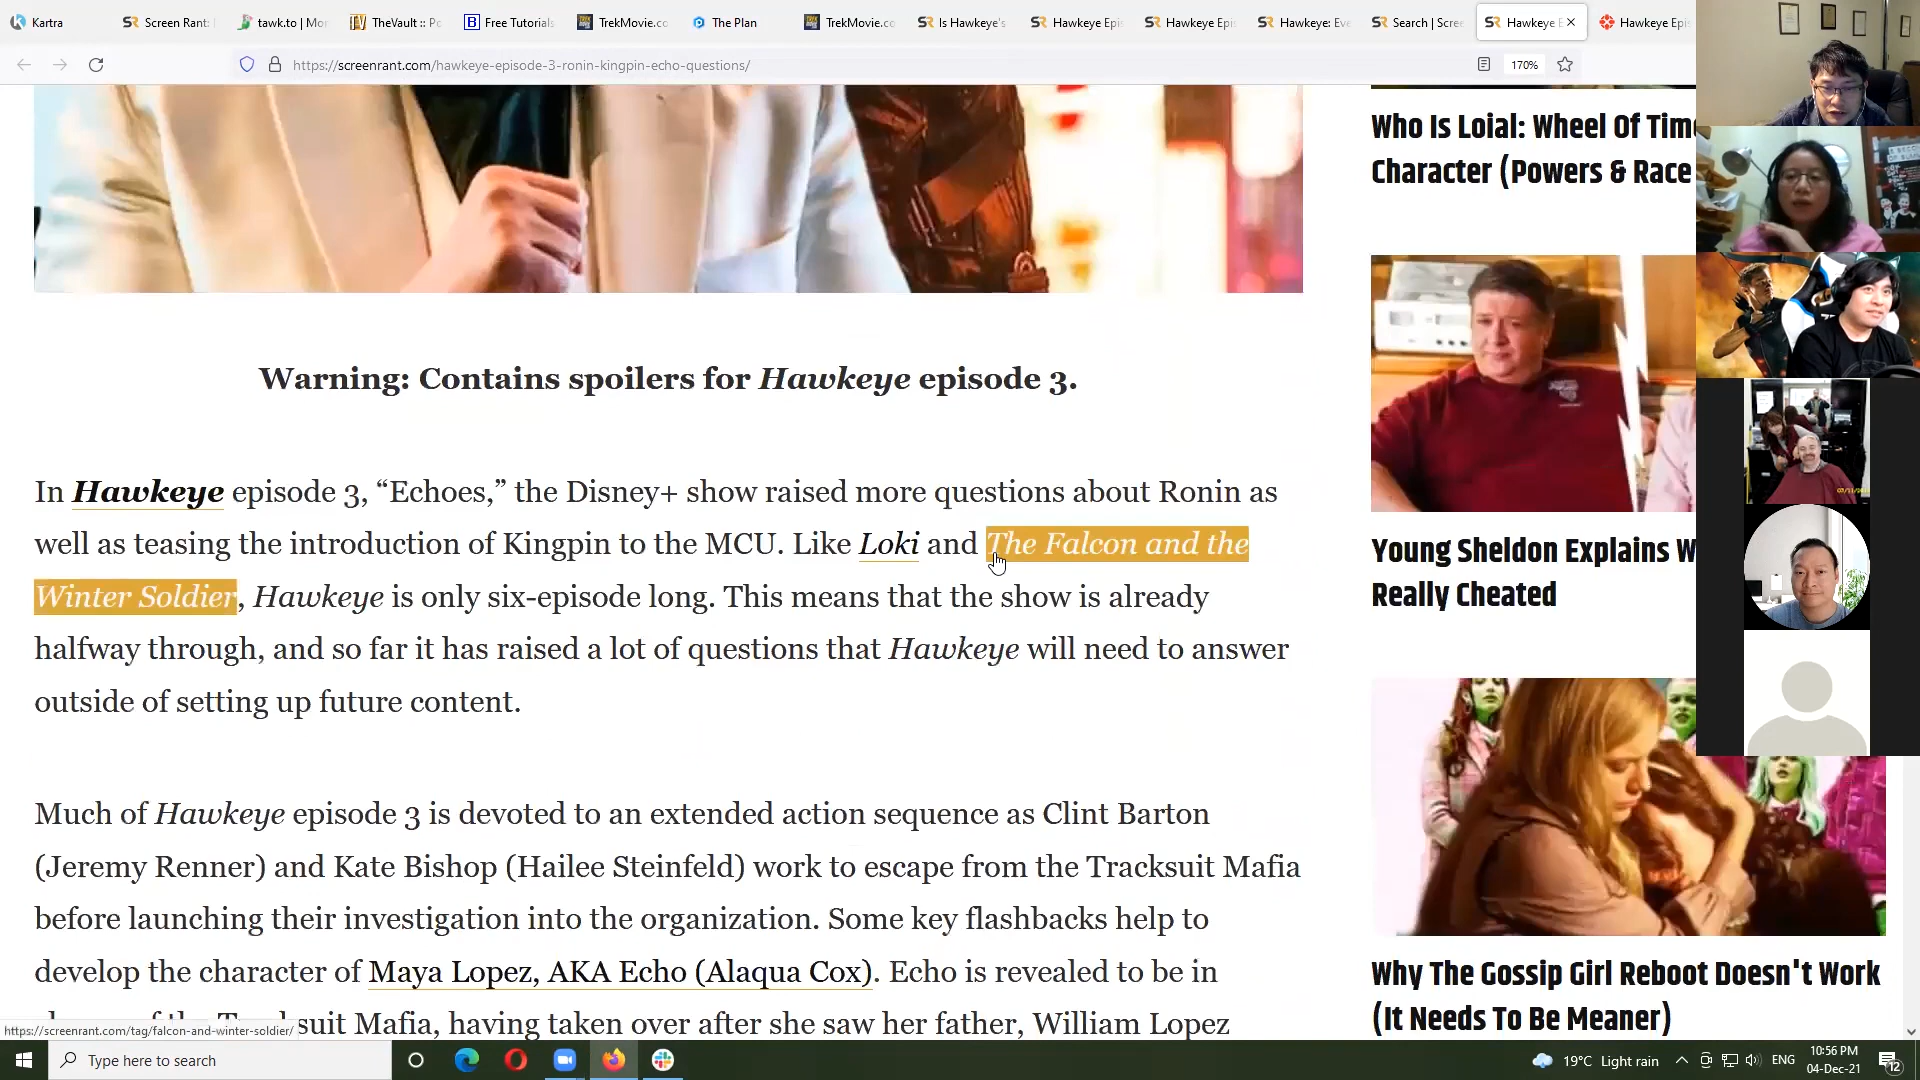 Kartra
Screen Rant:
tawk.to | Mo
TheVault :: Po
Free Tutorials
TrekMovie.co
The Plan
TrekMovie.co
Is Hawkeye's
Hawkeye Epi
Hawkeye Epi
Hawkeye: Eve
Search | Scree
Hawkeye E
Hawkeye Epi
https://screenrant.com/hawkeye-episode-3-ronin-kingpin-echo-questions/
170%
Warning: Contains spoilers for Hawkeye episode 3.
In Hawkeye episode 3, “Echoes,” the Disney+ show raised more questions about Ronin as
well as teasing the introduction of Kingpin to the MCU. Like Loki and The Falcon and the
Winter Soldier, Hawkeye is only six-episode long. This means that the show is already
halfway through, and so far it has raised a lot of questions that Hawkeye will need to answer
outside of setting up future content.
Much of Hawkeye episode 3 is devoted to an extended action sequence as Clint Barton
(Jeremy Renner) and Kate Bishop (Hailee Steinfeld) work to escape from the Tracksuit Mafia
before launching their investigation into the organization. Some key flashbacks help to
develop the character of Maya Lopez, AKA Echo (Alaqua Cox). Echo is revealed to be in
suit Mafia, having taken over after she saw her father, William Lopez
Who Is Loial: Wheel Of Time
Character (Powers & Race
Young Sheldon Explains W
Really Cheated
Why The Gossip Girl Reboot Doesn't Work
(It Needs To Be Meaner)
https://screenrant.com/tag/falcon-and-winter-soldier/
Type here to search
19°C Light rain
ENG
10:56 PM
04-Dec-21
12